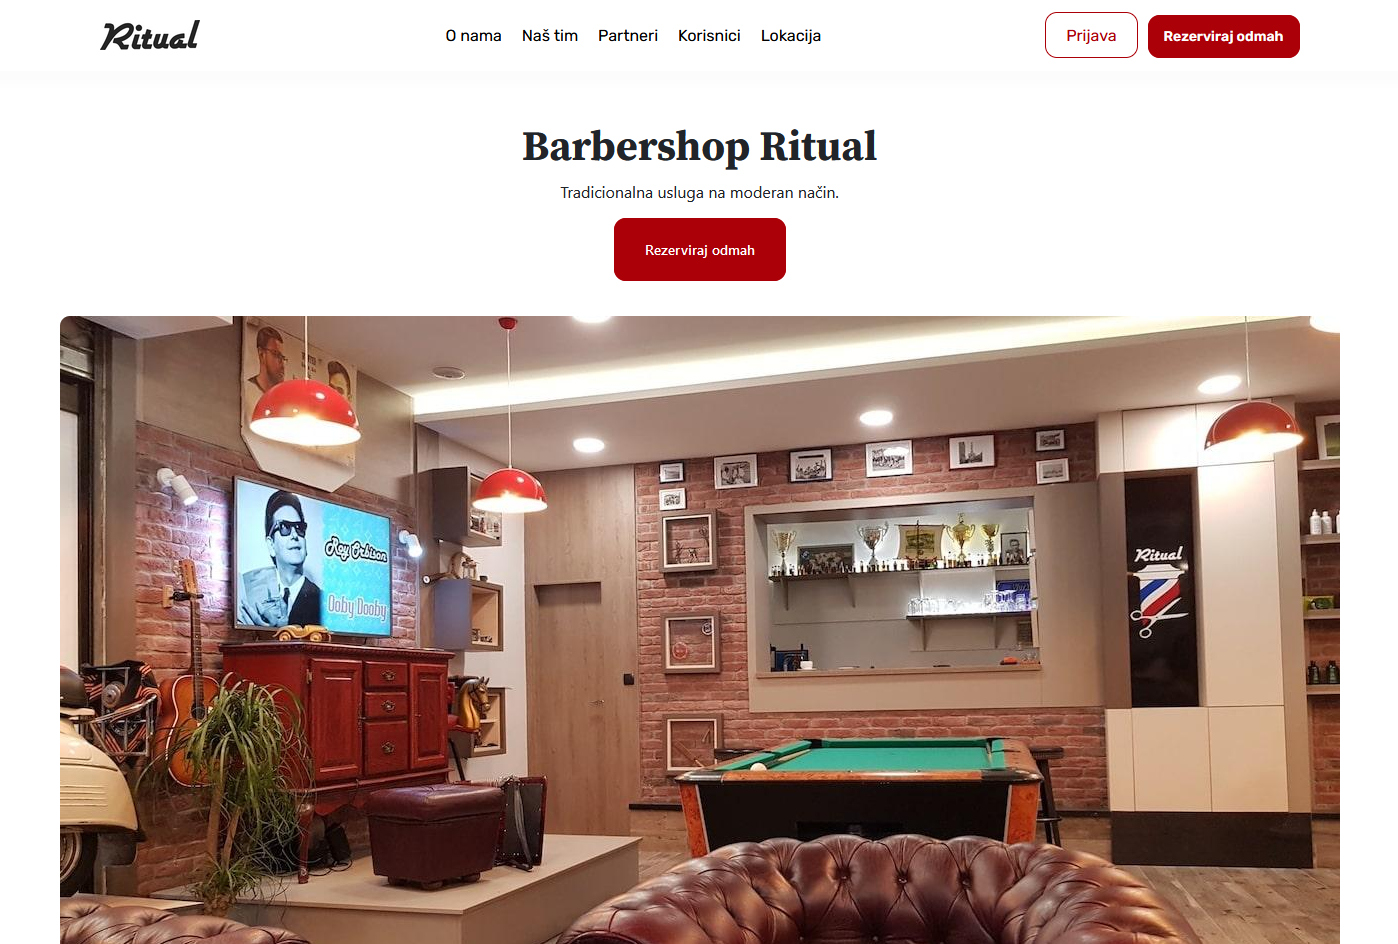 Ritual
O nama
Naš tim
Partneri
Korisnici
Lokacija
Prijava
Rezerviraj odmah
Barbershop Ritual
Tradicionalna usluga na moderan način.
Rezerviraj odmah
Roy Orbison
Ooby Dooby
Ritual